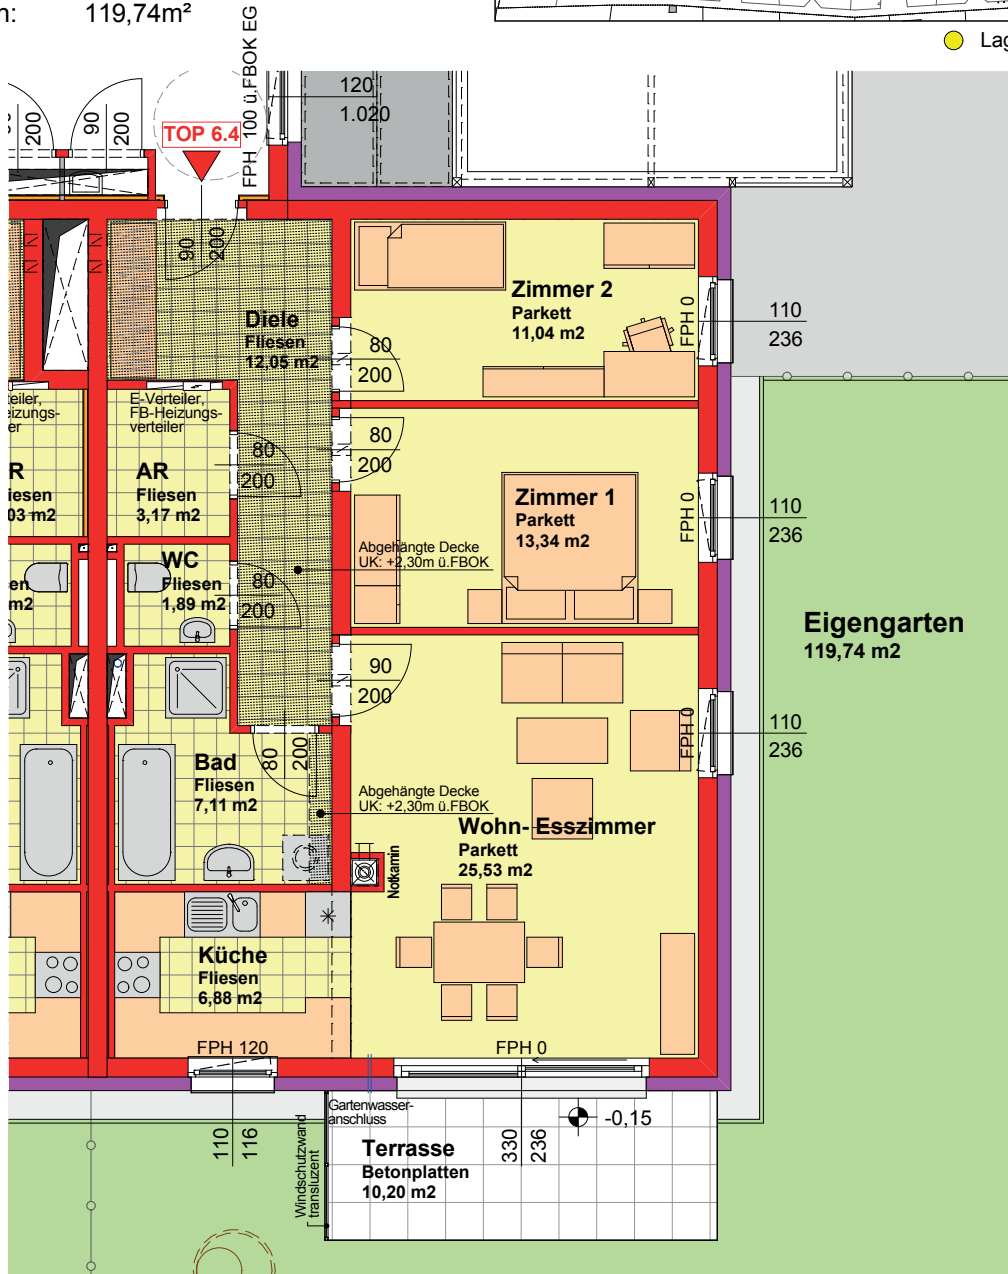 119,74m²
Lag
FPH 100 ü.FBOK EG
120
1.020
200
90
200
TOP 6.4
90
200
Diele
Fliesen
12,05 m2
Zimmer 2
Parkett
11,04 m2
FPH 0
110
236
80
200
E-Verteiler,
FB-Heizungs-
verteiler
AR
Fliesen
3,17 m2
80
200
80
200
Zimmer 1
Parkett
13,34 m2
FPH 0
110
236
Abgehängte Decke
UK: +2,30m ü.FBOK
WC
Fliesen
1,89 m2
80
200
Eigengarten
119,74 m2
90
200
FPH 0
110
236
Bad
Fliesen
7,11 m2
80
200
Abgehängte Decke
UK: +2,30m ü.FBOK
Wohn- Esszimmer
Parkett
25,53 m2
Notkamin
Küche
Fliesen
6,88 m2
FPH 120
FPH 0
110
116
Gartenwasser-
anschluss
Windschutzwand
transluzent
330
236
-0,15
Terrasse
Betonplatten
10,20 m2